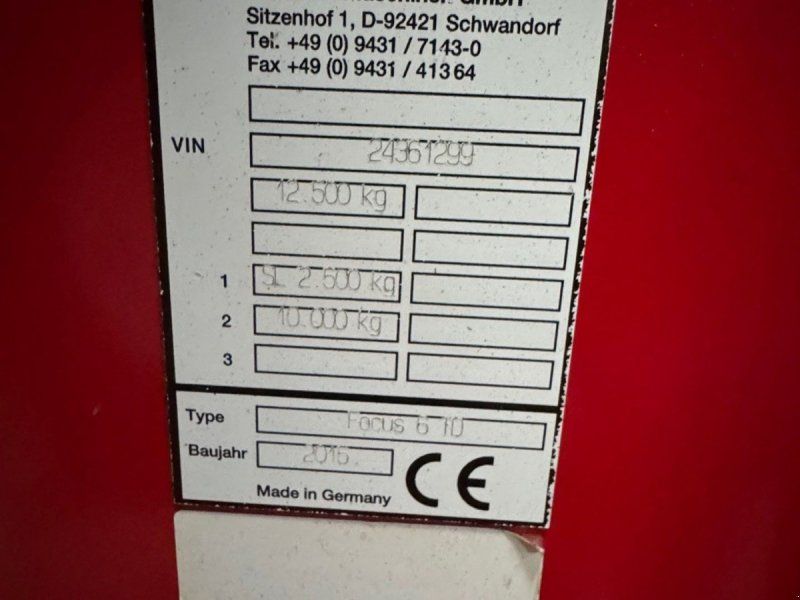 GmbH
Sitzenhof 1, D-92421 Schwandorf
Tel. +49 (0) 9431 / 7143-0
Fax +49 (0) 9431 / 413 64
VIN 24361299
12.500 kg
1 SL 2.500 kg
2 10.000 kg
3
Type Focus 6 TD
Baujahr 2015
Made in Germany CE